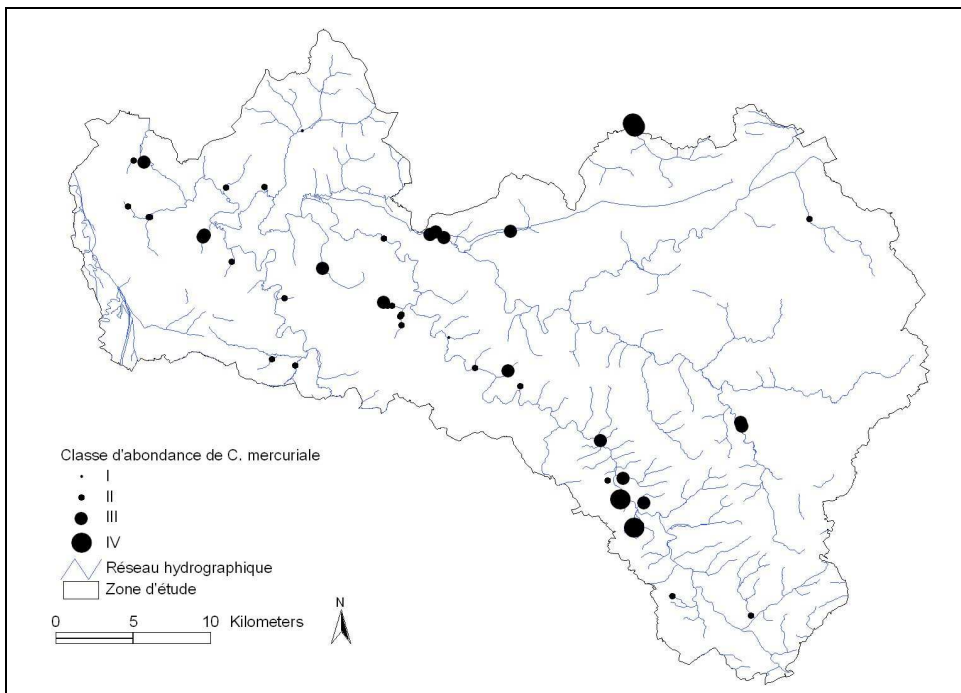 Classe d'abondance de C. mercuriale
I
II
III
IV
Réseau hydrographique
Zone d'étude
0 5 10 Kilometers
N